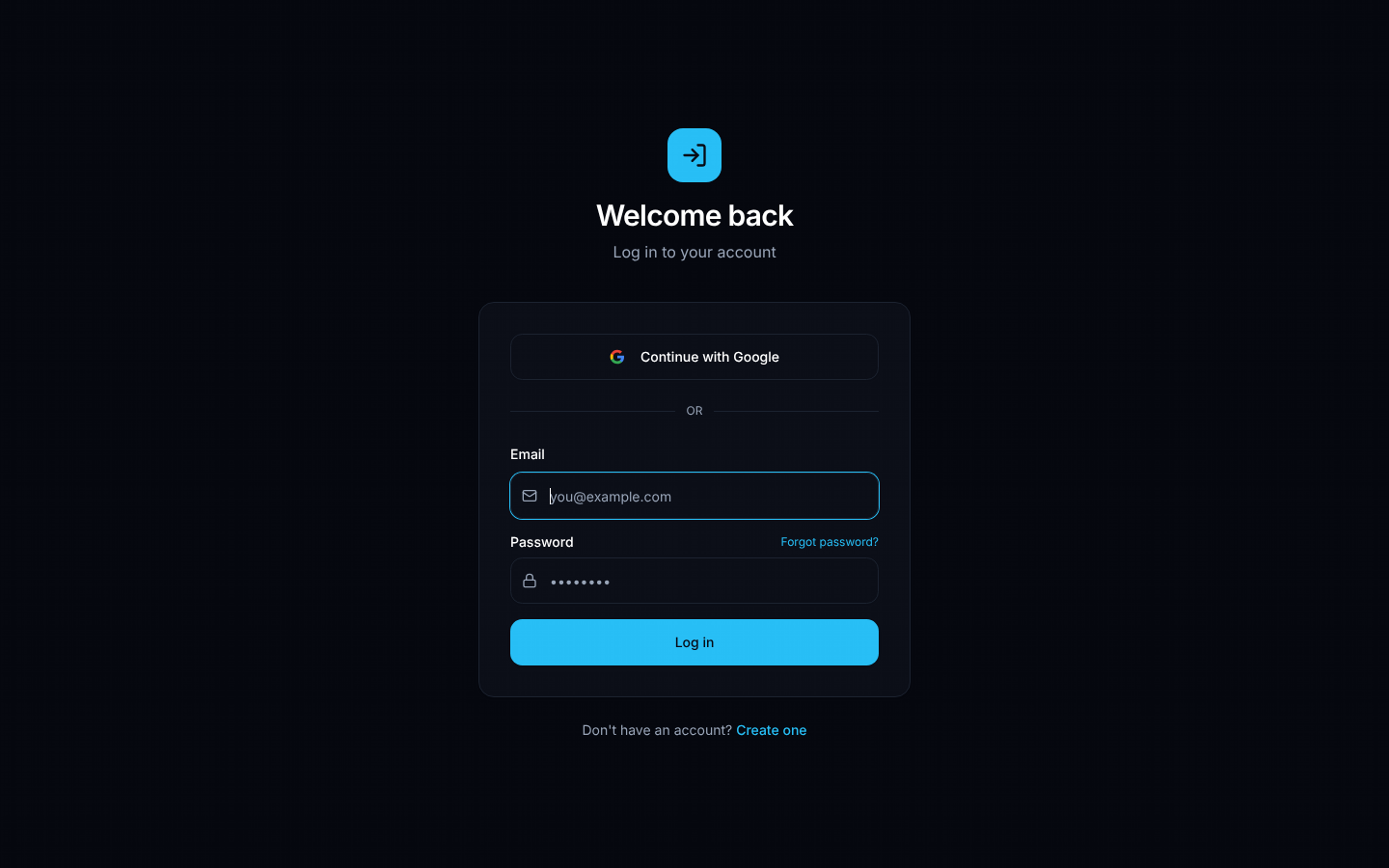 Welcome back
Log in to your account
Continue with Google
OR
Email
you@example.com
Password Forgot password?
••••••••
Log in
Don't have an account? Create one